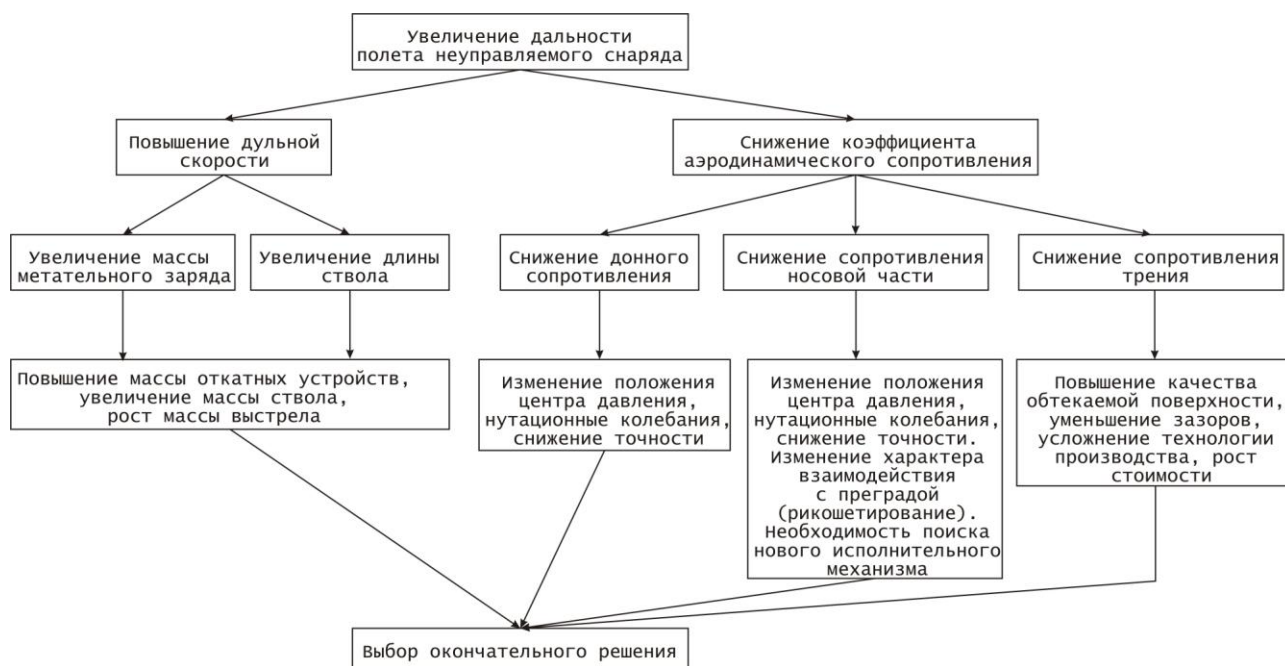 Увеличение дальности
полета неуправляемого снаряда
Повышение дульной
скорости
Снижение коэффициента
аэродинамического сопротивления
Увеличение массы
метательного заряда
Увеличение длины
ствола
Снижение донного
сопротивления
Снижение сопротивления
носовой части
Снижение сопротивления
трения
Повышение массы откатных устройств,
увеличение массы ствола,
рост массы выстрела
Изменение положения
центра давления,
нутационные колебания,
снижение точности
Изменение положения
центра давления,
нутационные колебания,
снижение точности.
Изменение характера
взаимодействия
с преградой
(рикошетирование).
Необходимость поиска
нового исполнительного
механизма
Повышение качества
обтекаемой поверхности,
уменьшение зазоров,
усложнение технологии
производства, рост
стоимости
Выбор окончательного решения